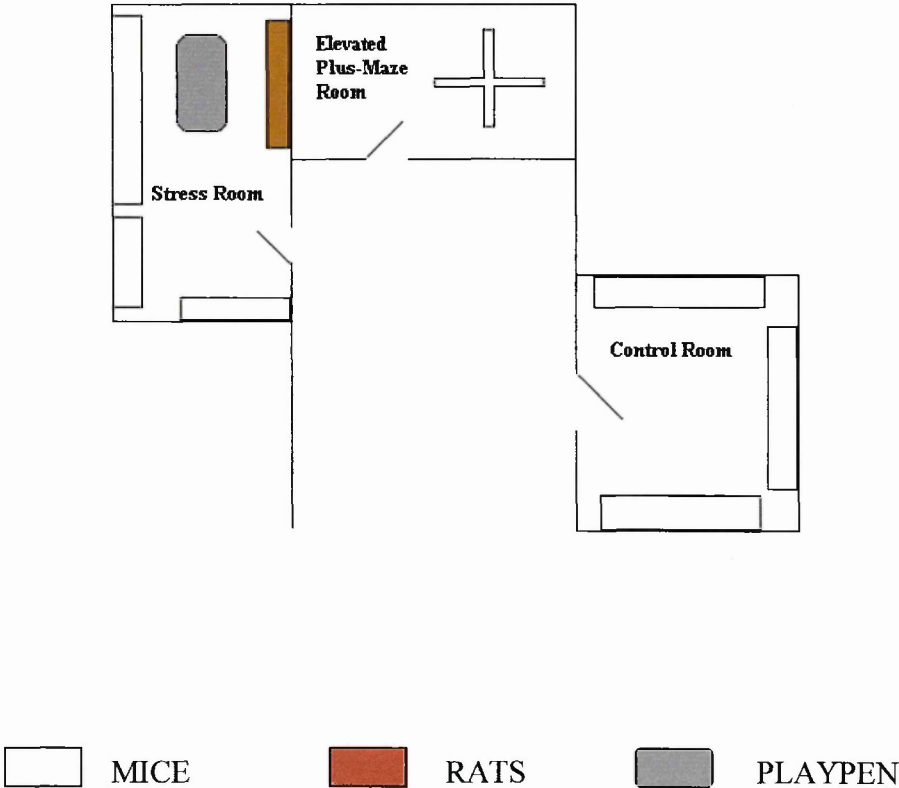 Elevated
Plus-Maze
Room
Stress Room
Control Room
MICE
RATS
PLAYPEN